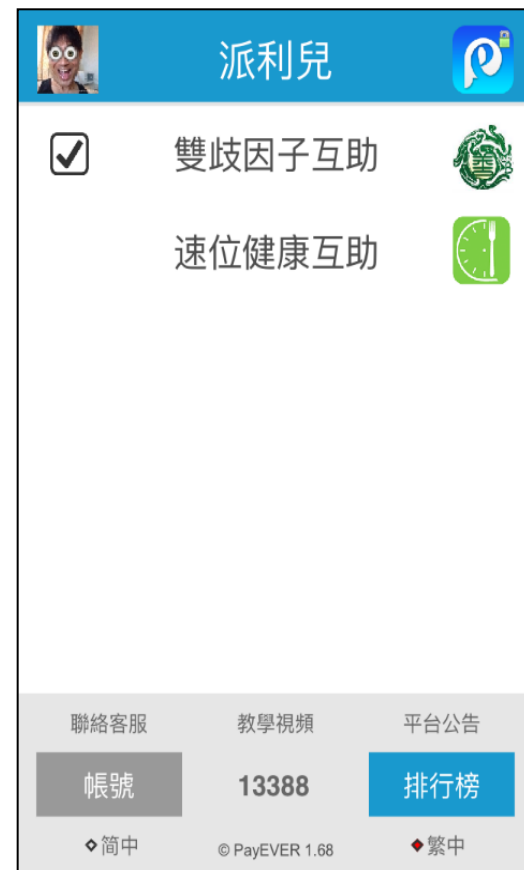 派利兒
雙歧因子互助
速位健康互助
聯絡客服 教學視頻 平台公告
帳號 13388 排行榜
简中 © PayEVER 1.68 繁中